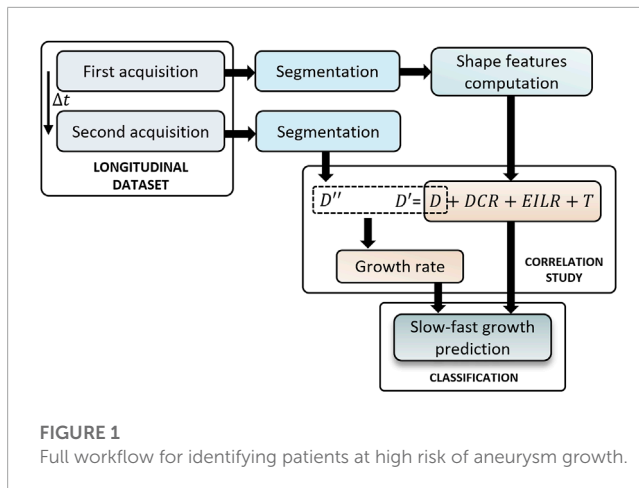 First acquisition
Segmentation
Shape features
computation
Δt
Second acquisition
Segmentation
LONGITUDINAL
DATASET
D'' D'= D + DCR + EILR + T
Growth rate
CORRELATION
STUDY
Slow-fast growth
prediction
CLASSIFICATION
FIGURE 1
Full workflow for identifying patients at high risk of aneurysm growth.